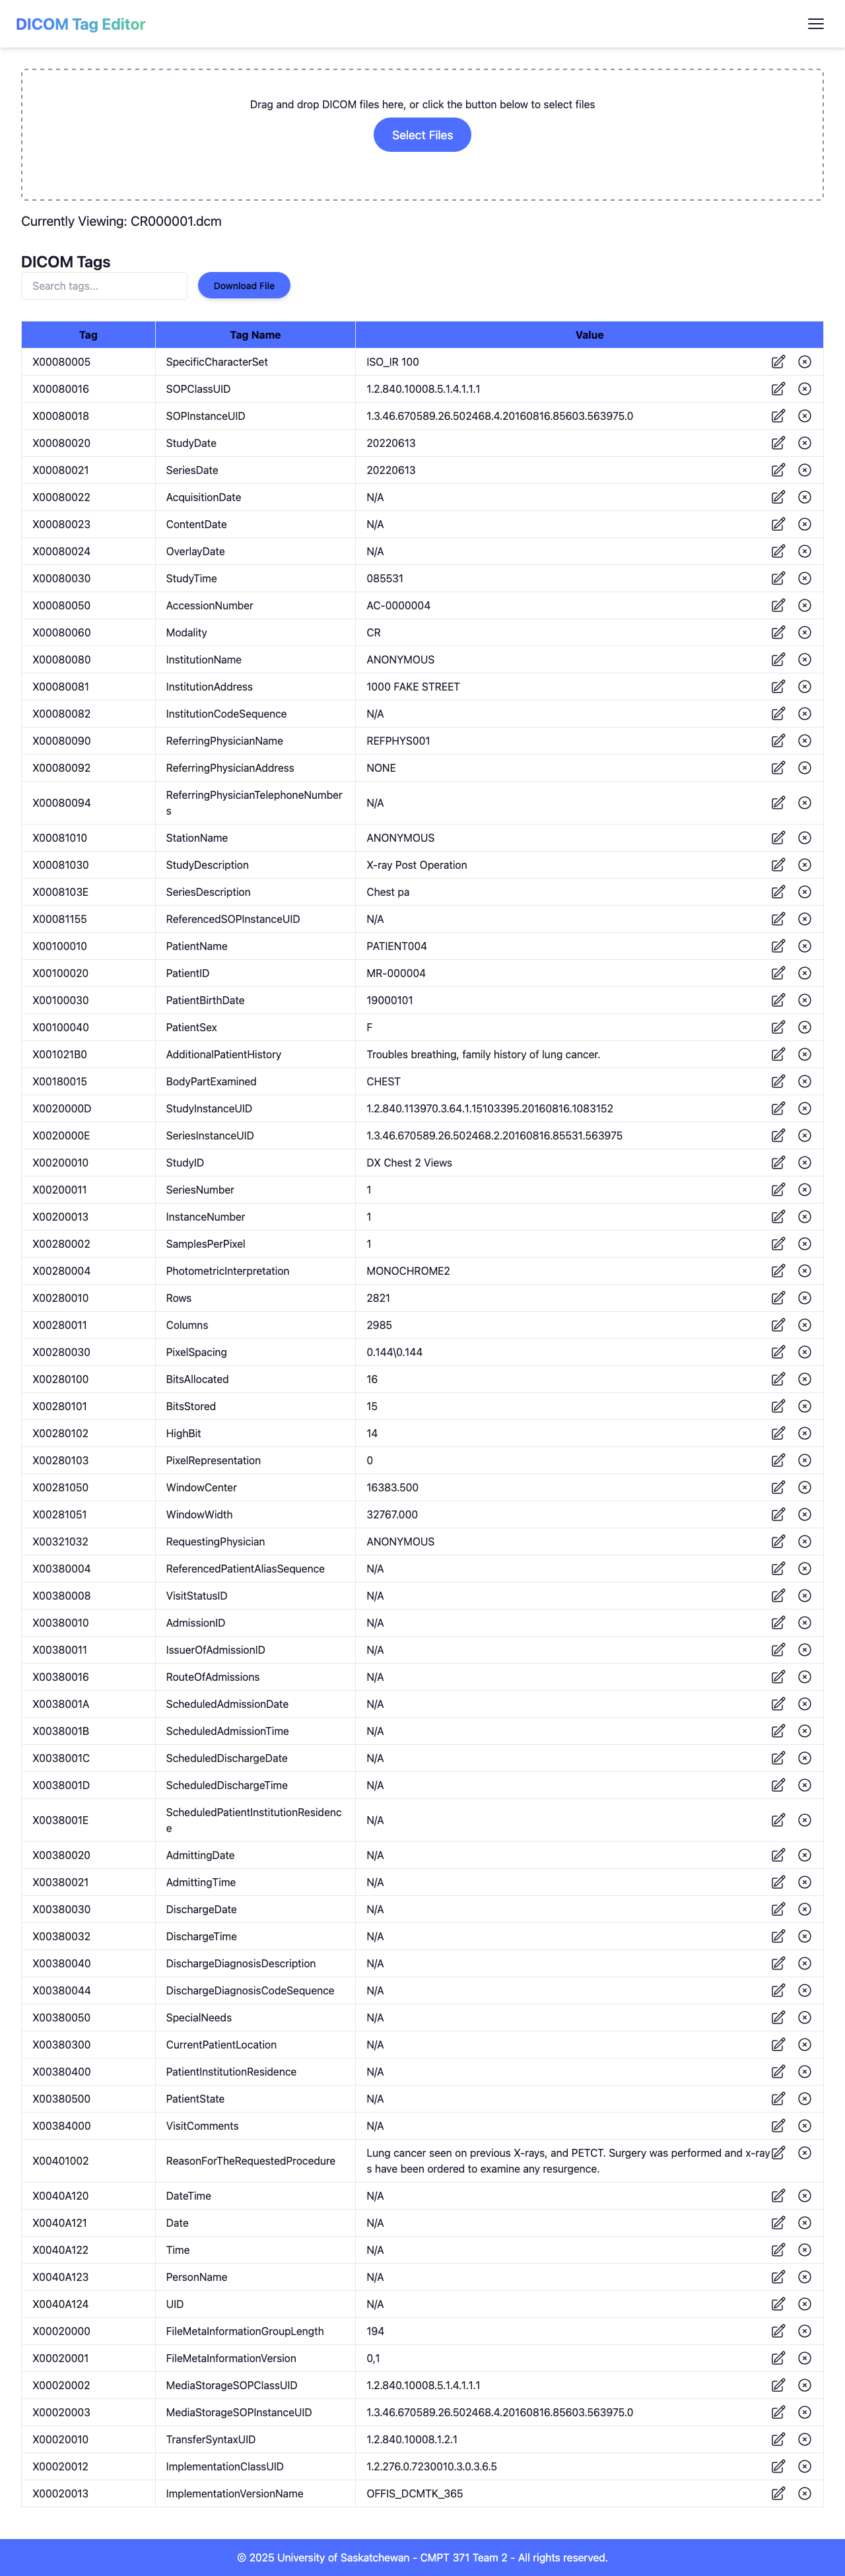 DICOM Tag Editor
Drag and drop DICOM files here, or click the button below to select files
Select Files
Currently Viewing: CR000001.dcm
DICOM Tags
Search tags...
Download File
Tag Tag Name Value
X00080005 SpecificCharacterSet ISO_IR 100
X00080016 SOPClassUID 1.2.840.10008.5.1.4.1.1.1
X00080018 SOPInstanceUID 1.3.46.670589.26.502468.4.20160816.85603.563975.0
X00080020 StudyDate 20220613
X00080021 SeriesDate 20220613
X00080022 AcquisitionDate N/A
X00080023 ContentDate N/A
X00080024 OverlayDate N/A
X00080030 StudyTime 085531
X00080050 AccessionNumber AC-0000004
X00080060 Modality CR
X00080080 InstitutionName ANONYMOUS
X00080081 InstitutionAddress 1000 FAKE STREET
X00080082 InstitutionCodeSequence N/A
X00080090 ReferringPhysicianName REFPHYS001
X00080092 ReferringPhysicianAddress NONE
X00080094 ReferringPhysicianTelephoneNumber N/A
s
X00081010 StationName ANONYMOUS
X00081030 StudyDescription X-ray Post Operation
X0008103E SeriesDescription Chest pa
X00081155 ReferencedSOPInstanceUID N/A
X00100010 PatientName PATIENT004
X00100020 PatientID MR-000004
X00100030 PatientBirthDate 19000101
X00100040 PatientSex F
X001021B0 AdditionalPatientHistory Troubles breathing, family history of lung cancer.
X00180015 BodyPartExamined CHEST
X0020000D StudyInstanceUID 1.2.840.113970.3.64.1.15103395.20160816.1083152
X0020000E SeriesInstanceUID 1.3.46.670589.26.502468.2.20160816.85531.563975
X00200010 StudyID DX Chest 2 Views
X00200011 SeriesNumber 1
X00200013 InstanceNumber 1
X00280002 SamplesPerPixel 1
X00280004 PhotometricInterpretation MONOCHROME2
X00280010 Rows 2821
X00280011 Columns 2985
X00280030 PixelSpacing 0.144\0.144
X00280100 BitsAllocated 16
X00280101 BitsStored 15
X00280102 HighBit 14
X00280103 PixelRepresentation 0
X00281050 WindowCenter 16383.500
X00281051 WindowWidth 32767.000
X00321032 RequestingPhysician ANONYMOUS
X00380004 ReferencedPatientAliasSequence N/A
X00380008 VisitStatusID N/A
X00380010 AdmissionID N/A
X00380011 IssuerOfAdmissionID N/A
X00380016 RouteOfAdmissions N/A
X0038001A ScheduledAdmissionDate N/A
X0038001B ScheduledAdmissionTime N/A
X0038001C ScheduledDischargeDate N/A
X0038001D ScheduledDischargeTime N/A
X0038001E ScheduledPatientInstitutionResidenc N/A
e
X00380020 AdmittingDate N/A
X00380021 AdmittingTime N/A
X00380030 DischargeDate N/A
X00380032 DischargeTime N/A
X00380040 DischargeDiagnosisDescription N/A
X00380044 DischargeDiagnosisCodeSequence N/A
X00380050 SpecialNeeds N/A
X00380300 CurrentPatientLocation N/A
X00380400 PatientInstitutionResidence N/A
X00380500 PatientState N/A
X00384000 VisitComments N/A
X00401002 ReasonForTheRequestedProcedure Lung cancer seen on previous X-rays, and PETCT. Surgery was performed and x-ray
s have been ordered to examine any resurgence.
X0040A120 DateTime N/A
X0040A121 Date N/A
X0040A122 Time N/A
X0040A123 PersonName N/A
X0040A124 UID N/A
X00020000 FileMetaInformationGroupLength 194
X00020001 FileMetaInformationVersion 0,1
X00020002 MediaStorageSOPClassUID 1.2.840.10008.5.1.4.1.1.1
X00020003 MediaStorageSOPInstanceUID 1.3.46.670589.26.502468.4.20160816.85603.563975.0
X00020010 TransferSyntaxUID 1.2.840.10008.1.2.1
X00020012 ImplementationClassUID 1.2.276.0.7230010.3.0.3.6.5
X00020013 ImplementationVersionName OFFIS_DCMTK_365
© 2025 University of Saskatchewan - CMPT 371 Team 2 - All rights reserved.